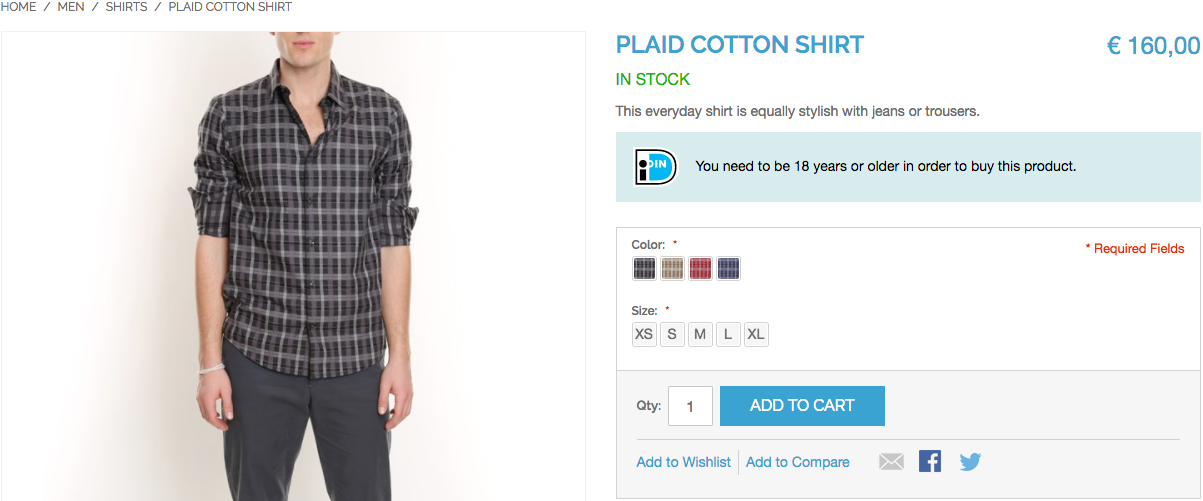 HOME / MEN / SHIRTS / PLAID COTTON SHIRT
PLAID COTTON SHIRT
€ 160,00
IN STOCK
This everyday shirt is equally stylish with jeans or trousers.
iDIN
You need to be 18 years or older in order to buy this product.
Color: *
* Required Fields
Size: *
XS S M L XL
Qty: 1 ADD TO CART
Add to Wishlist Add to Compare